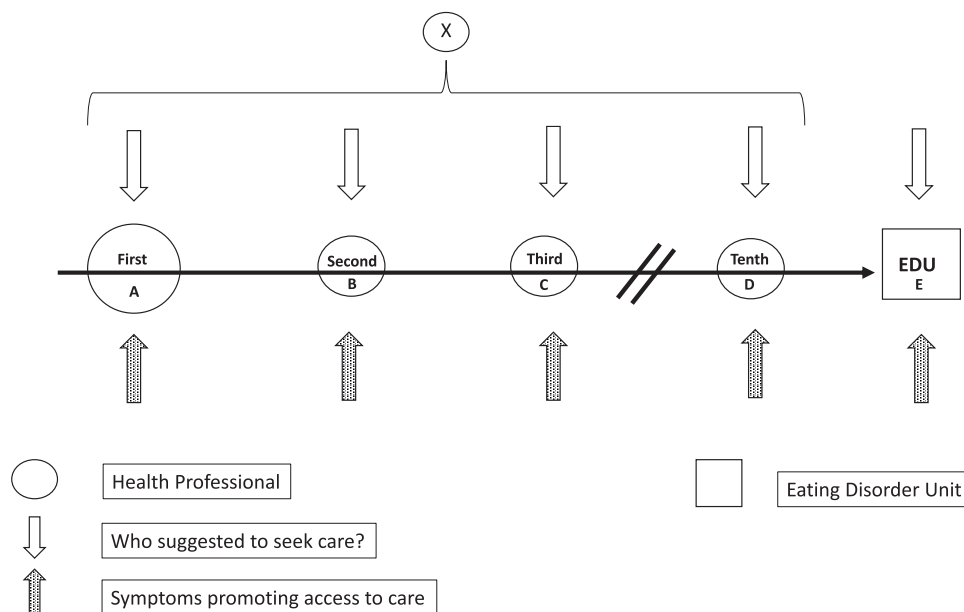 X
First
A
Second
B
Third
C
Tenth
D
EDU
E
Health Professional
Who suggested to seek care?
Symptoms promoting access to care
Eating Disorder Unit